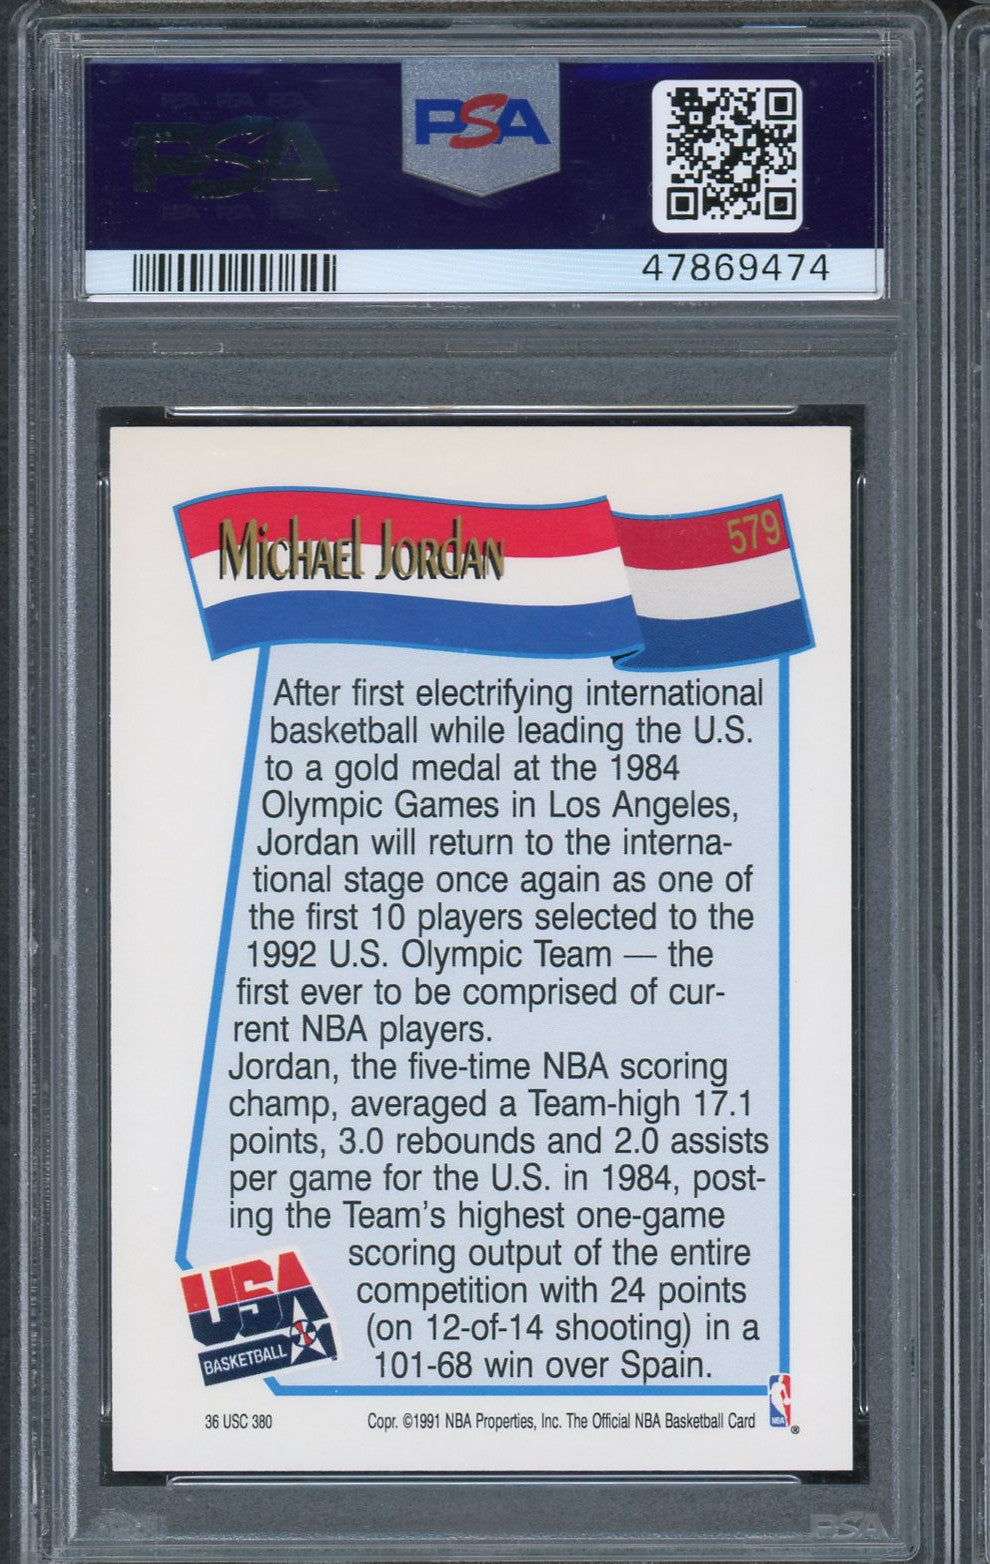 PSA
PSA
47869474
Michael Jordan
579
After first electrifying international
basketball while leading the U.S.
to a gold medal at the 1984
Olympic Games in Los Angeles,
Jordan will return to the interna-
tional stage once again as one of
the first 10 players selected to the
1992 U.S. Olympic Team — the
first ever to be comprised of cur-
rent NBA players.
Jordan, the five-time NBA scoring
champ, averaged a Team-high 17.1
points, 3.0 rebounds and 2.0 assists
per game for the U.S. in 1984, post-
ing the Team's highest one-game
scoring output of the entire
competition with 24 points
(on 12-of-14 shooting) in a
101-68 win over Spain.
USA
BASKETBALL
36 USC 380
Copr. ©1991 NBA Properties, Inc. The Official NBA Basketball Card
NBA
®
PSA